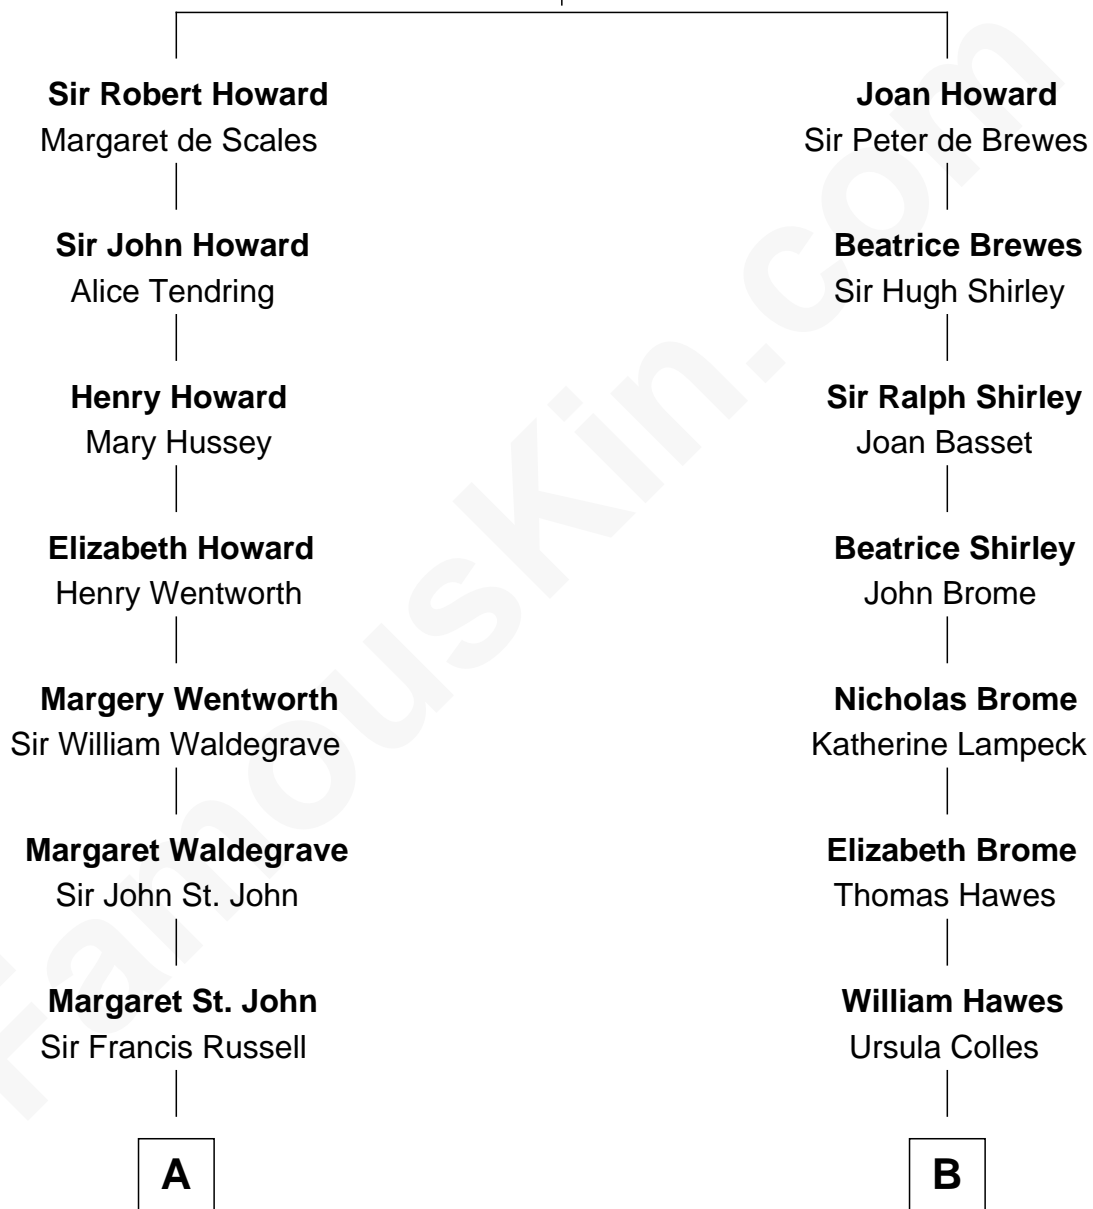 Sir Robert Howard
Margaret de Scales
Sir John Howard
Alice Tendring
Henry Howard
Mary Hussey
Elizabeth Howard
Henry Wentworth
Margery Wentworth
Sir William Waldegrave
Margaret Waldegrave
Sir John St. John
Margaret St. John
Sir Francis Russell
A
Joan Howard
Sir Peter de Brewes
Beatrice Brewes
Sir Hugh Shirley
Sir Ralph Shirley
Joan Basset
Beatrice Shirley
John Brome
Nicholas Brome
Katherine Lampeck
Elizabeth Brome
Thomas Hawes
William Hawes
Ursula Colles
B
FamousKin.com